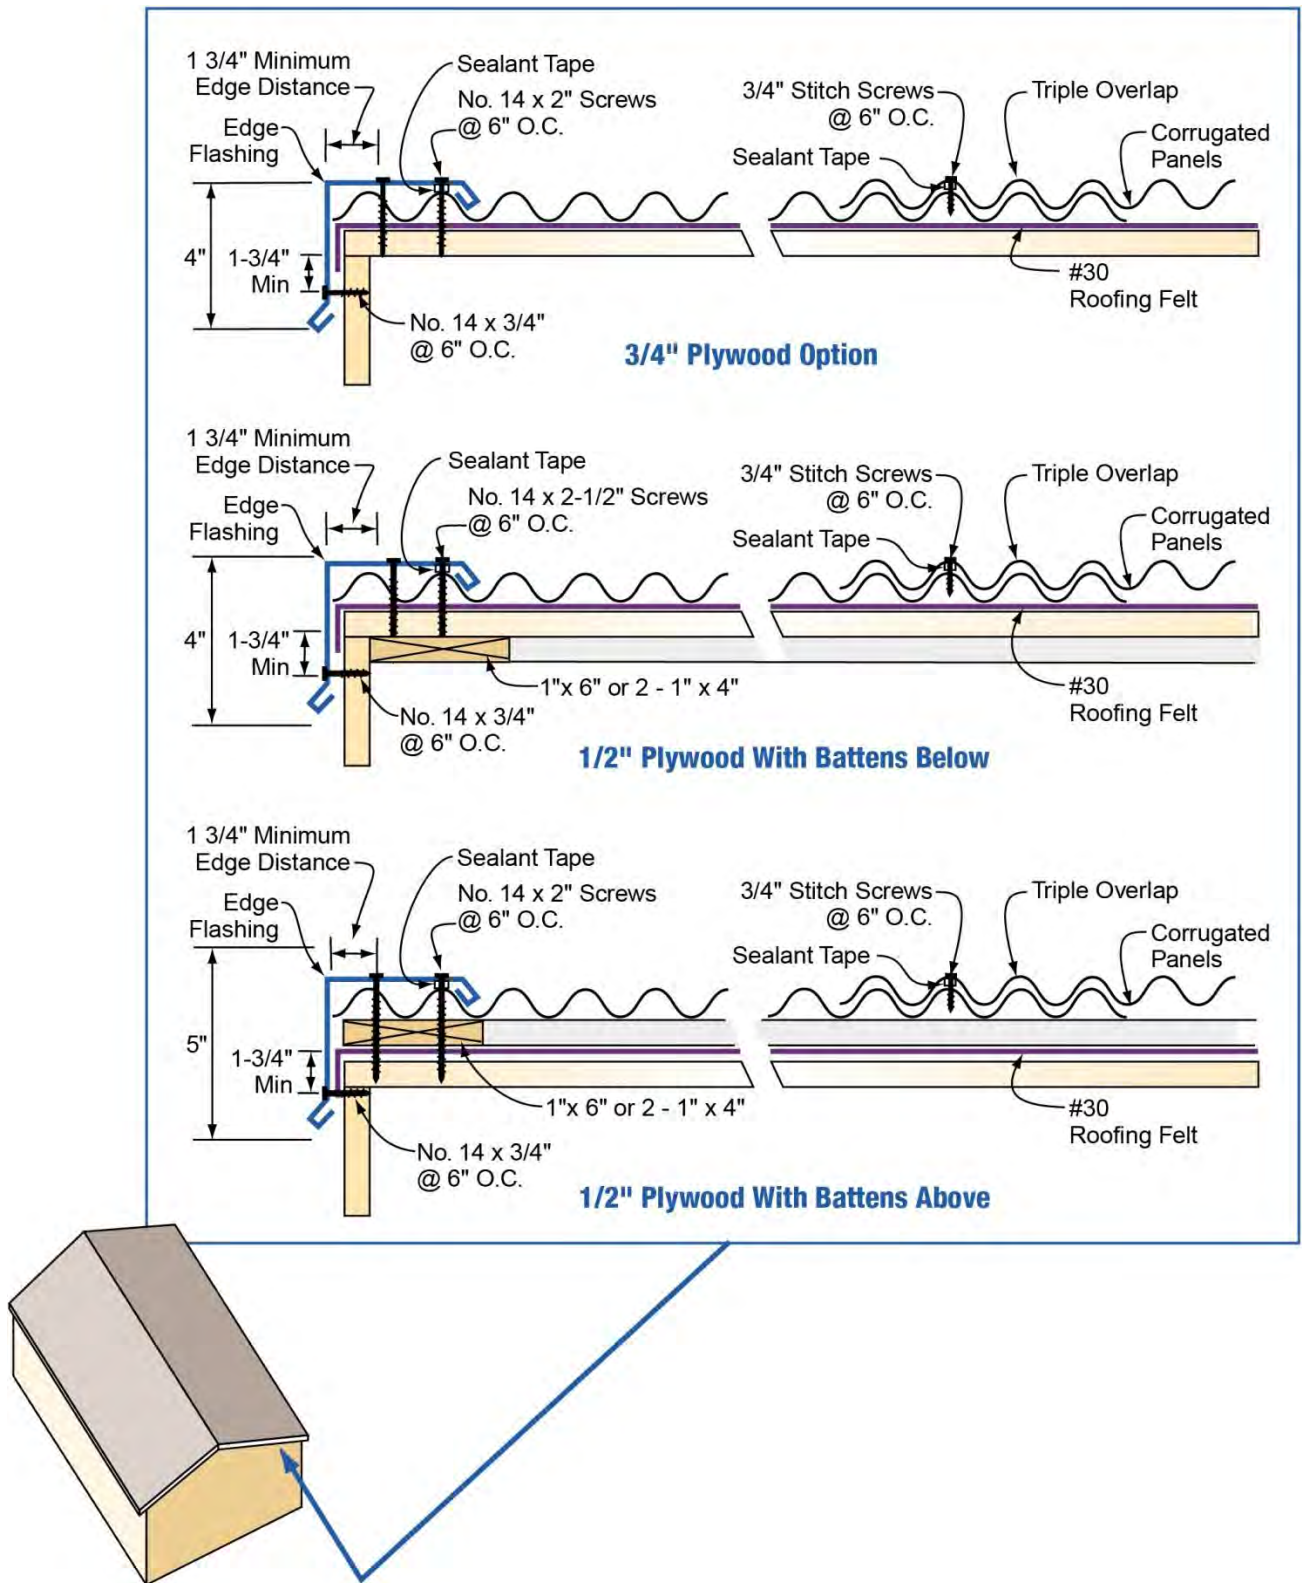 1 3/4" Minimum
Edge Distance
Edge
Flashing
Sealant Tape
No. 14 x 2" Screws
@ 6" O.C.
3/4" Stitch Screws
@ 6" O.C.
Sealant Tape
Triple Overlap
Corrugated
Panels
4"
1-3/4"
Min
No. 14 x 3/4"
@ 6" O.C.
#30
Roofing Felt
3/4" Plywood Option
1 3/4" Minimum
Edge Distance
Edge
Flashing
Sealant Tape
No. 14 x 2-1/2" Screws
@ 6" O.C.
3/4" Stitch Screws
@ 6" O.C.
Sealant Tape
Triple Overlap
Corrugated
Panels
4"
1-3/4"
Min
1"x 6" or 2 - 1" x 4"
No. 14 x 3/4"
@ 6" O.C.
#30
Roofing Felt
1/2" Plywood With Battens Below
1 3/4" Minimum
Edge Distance
Edge
Flashing
Sealant Tape
No. 14 x 2" Screws
@ 6" O.C.
3/4" Stitch Screws
@ 6" O.C.
Sealant Tape
Triple Overlap
Corrugated
Panels
5"
1-3/4"
Min
1"x 6" or 2 - 1" x 4"
No. 14 x 3/4"
@ 6" O.C.
#30
Roofing Felt
1/2" Plywood With Battens Above